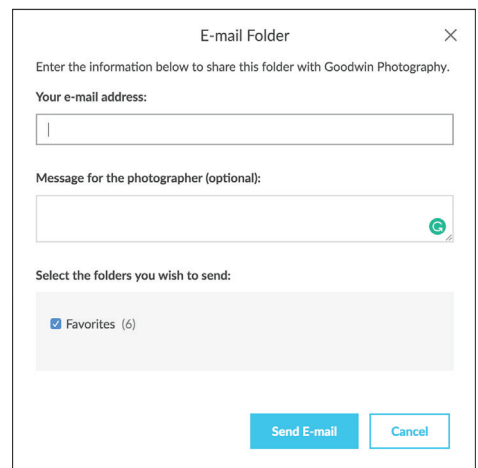 E-mail Folder
Enter the information below to share this folder with Goodwin Photography.
Your e-mail address:
Message for the photographer (optional):
Select the folders you wish to send:
Favorites (6)
Send E-mail
Cancel